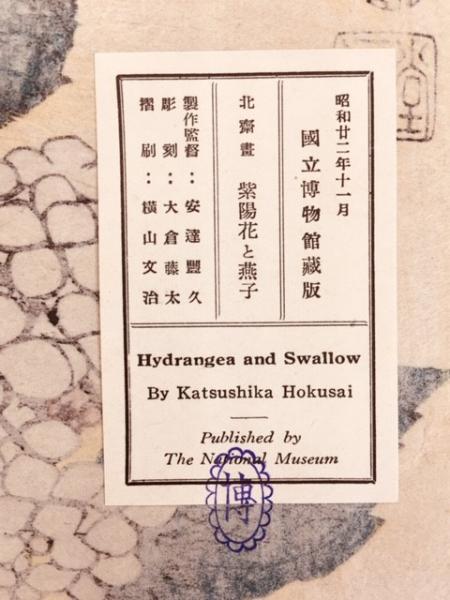 昭和廿二年十一月
國立博物館藏版
北齋畫 紫陽花と燕子
製作監督：安達豐久
彫刻：大倉藤太
摺刷：橫山文治
Hydrangea and Swallow
By Katsushika Hokusai
Published by
The National Museum
博